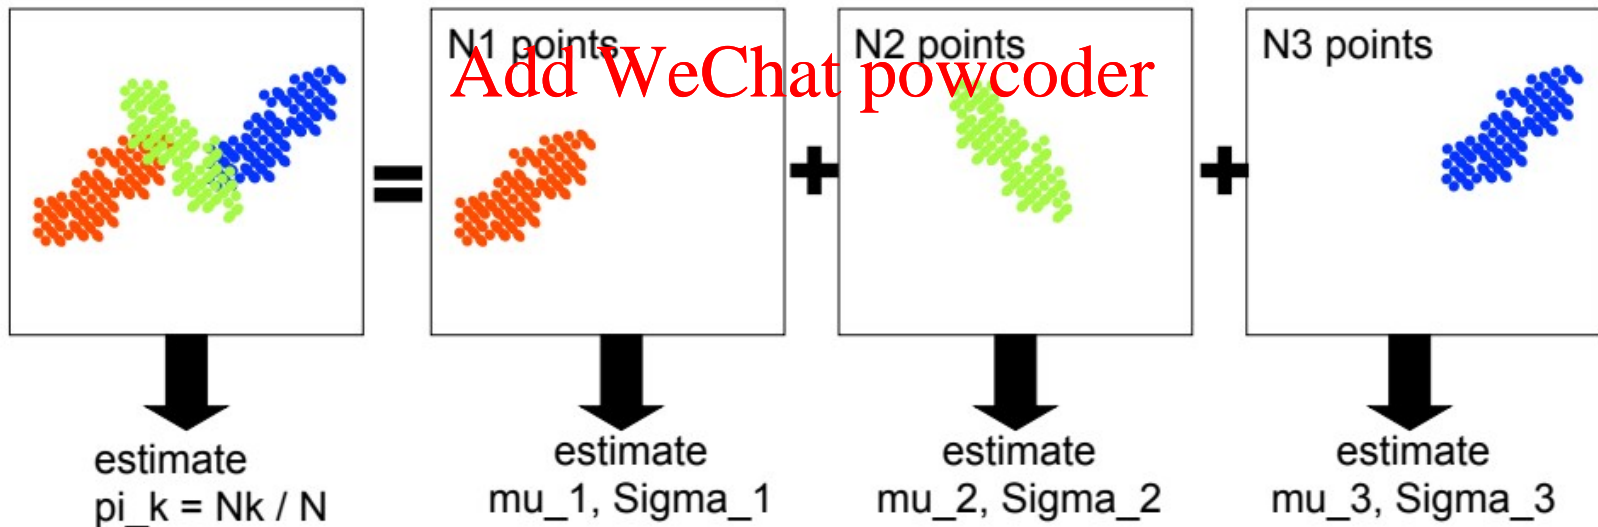 N1 points
N2 points
N3 points
Add WeChat powcoder
=
+
+
estimate
pi_k = Nk / N
estimate
mu_1, Sigma_1
estimate
mu_2, Sigma_2
estimate
mu_3, Sigma_3